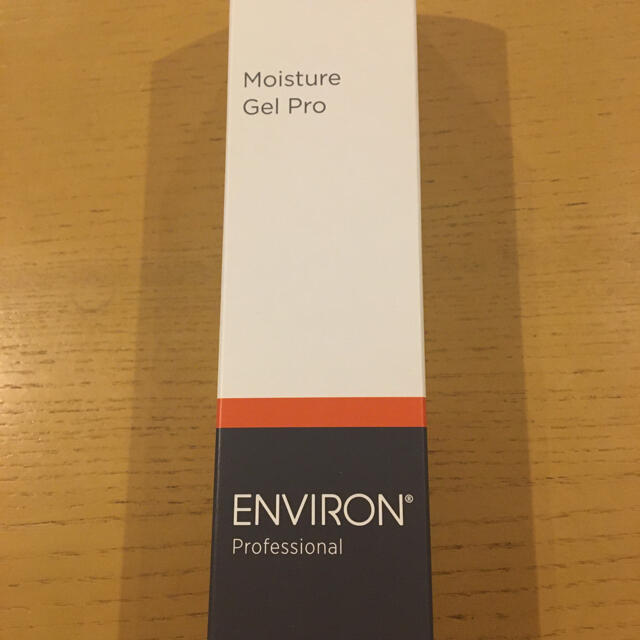 Moisture
Gel Pro
ENVIRON®
Professional